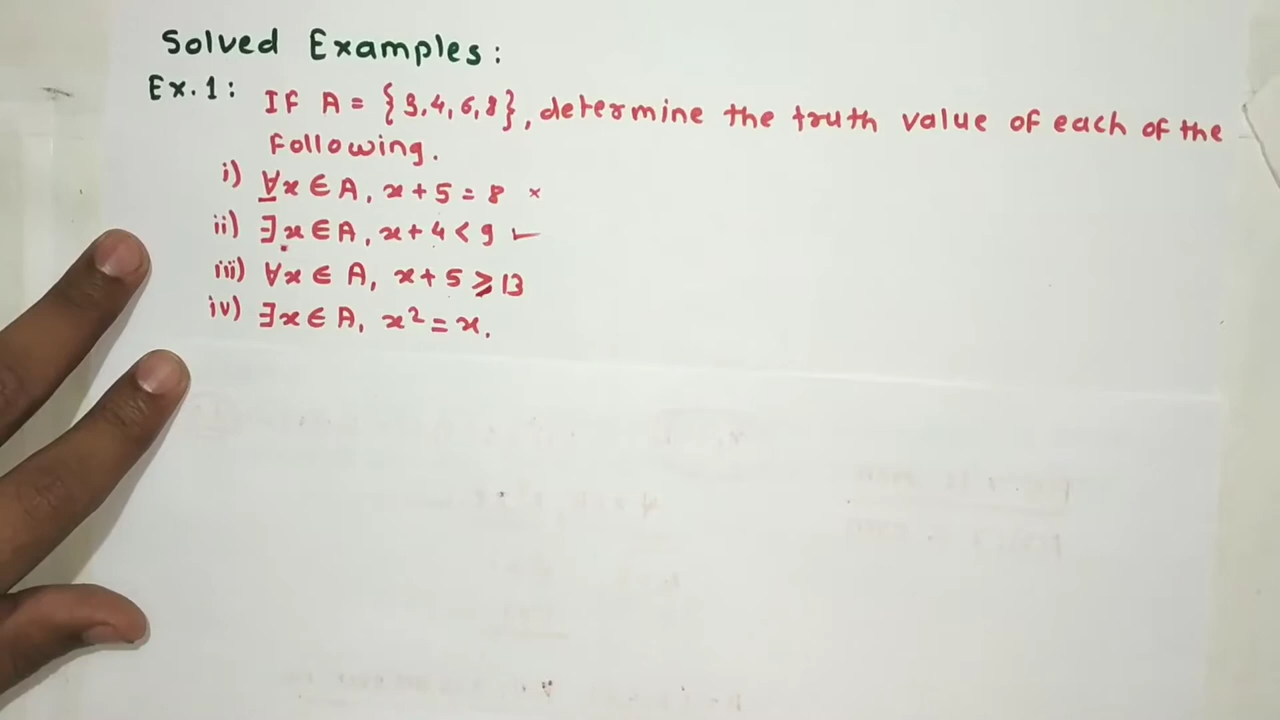 Solved Examples:
Ex.1: If A = {3,4,6,8}, determine the truth value of each of the
following.
i) ∀x ∈ A, x + 5 = 8 ×
ii) ∃x ∈ A, x + 4 < 9 ✓
iii) ∀x ∈ A, x + 5 ⩾ 13
iv) ∃x ∈ A, x² = x.